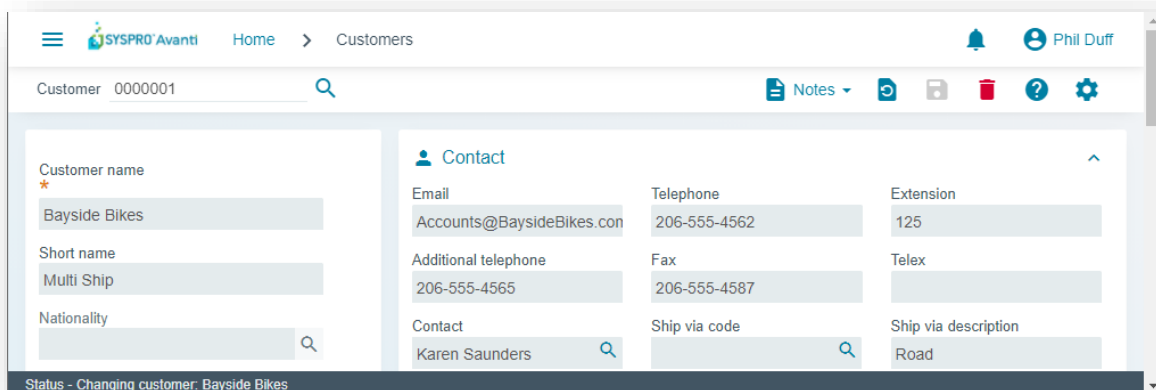 SYSPRO Avanti Home > Customers Phil Duff
Customer 0000001 Notes
Customer name
*
Bayside Bikes
Short name
Multi Ship
Nationality
Contact
Email Telephone Extension
Accounts@BaysideBikes.com 206-555-4562 125
Additional telephone Fax Telex
206-555-4565 206-555-4587
Contact Ship via code Ship via description
Karen Saunders Road
Status - Changing customer: Bayside Bikes